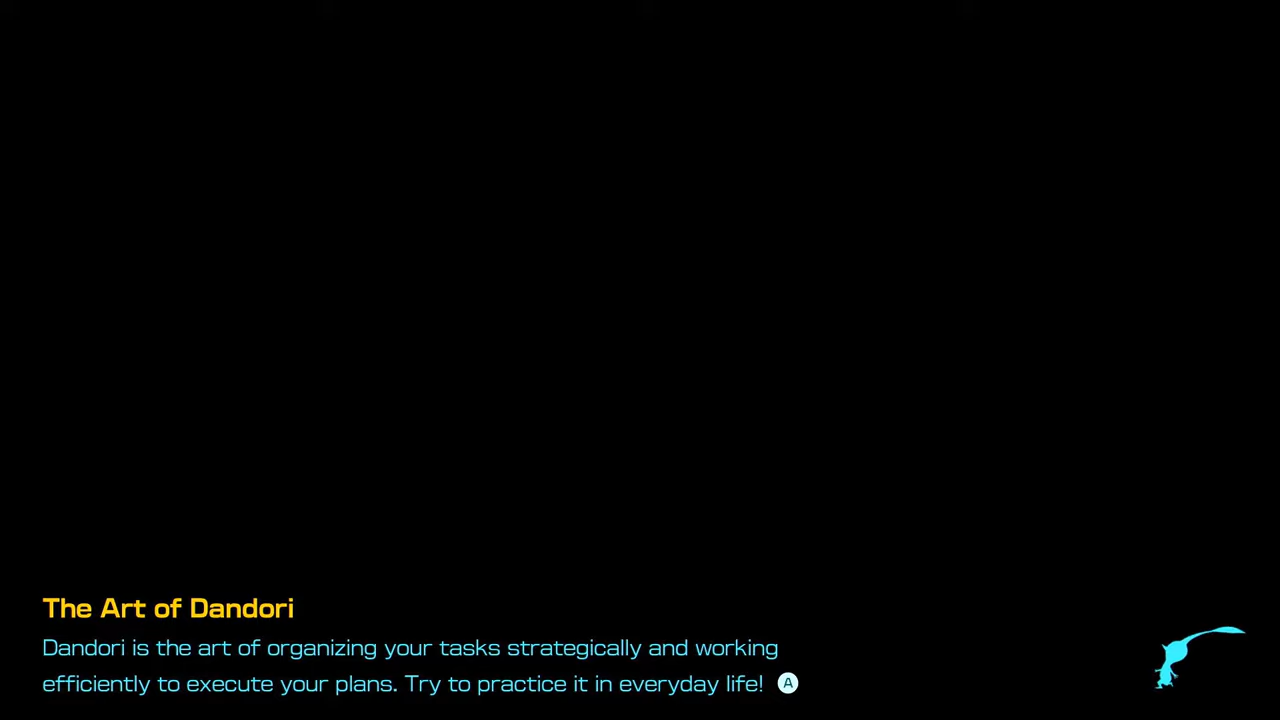 The Art of Dandori
Dandori is the art of organizing your tasks strategically and working
efficiently to execute your plans. Try to practice it in everyday life! A